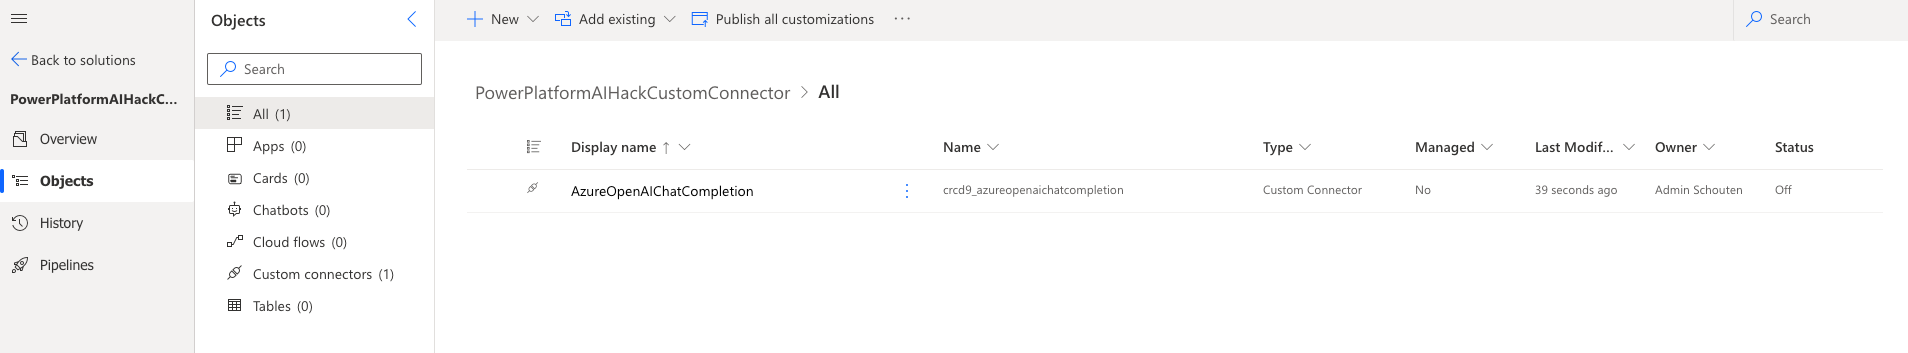 Back to solutions
PowerPlatformAIHackC...
Overview
Objects
History
Pipelines
Objects
Search
All (1)
Apps (0)
Cards (0)
Chatbots (0)
Cloud flows (0)
Custom connectors (1)
Tables (0)
New Add existing Publish all customizations ··· Search
PowerPlatformAIHackCustomConnector > All
Display name ↑ Name Type Managed Last Modif... Owner Status
AzureOpenAIChatCompletion crcd9_azureopenaichatcompletion Custom Connector No 39 seconds ago Admin Schouten Off